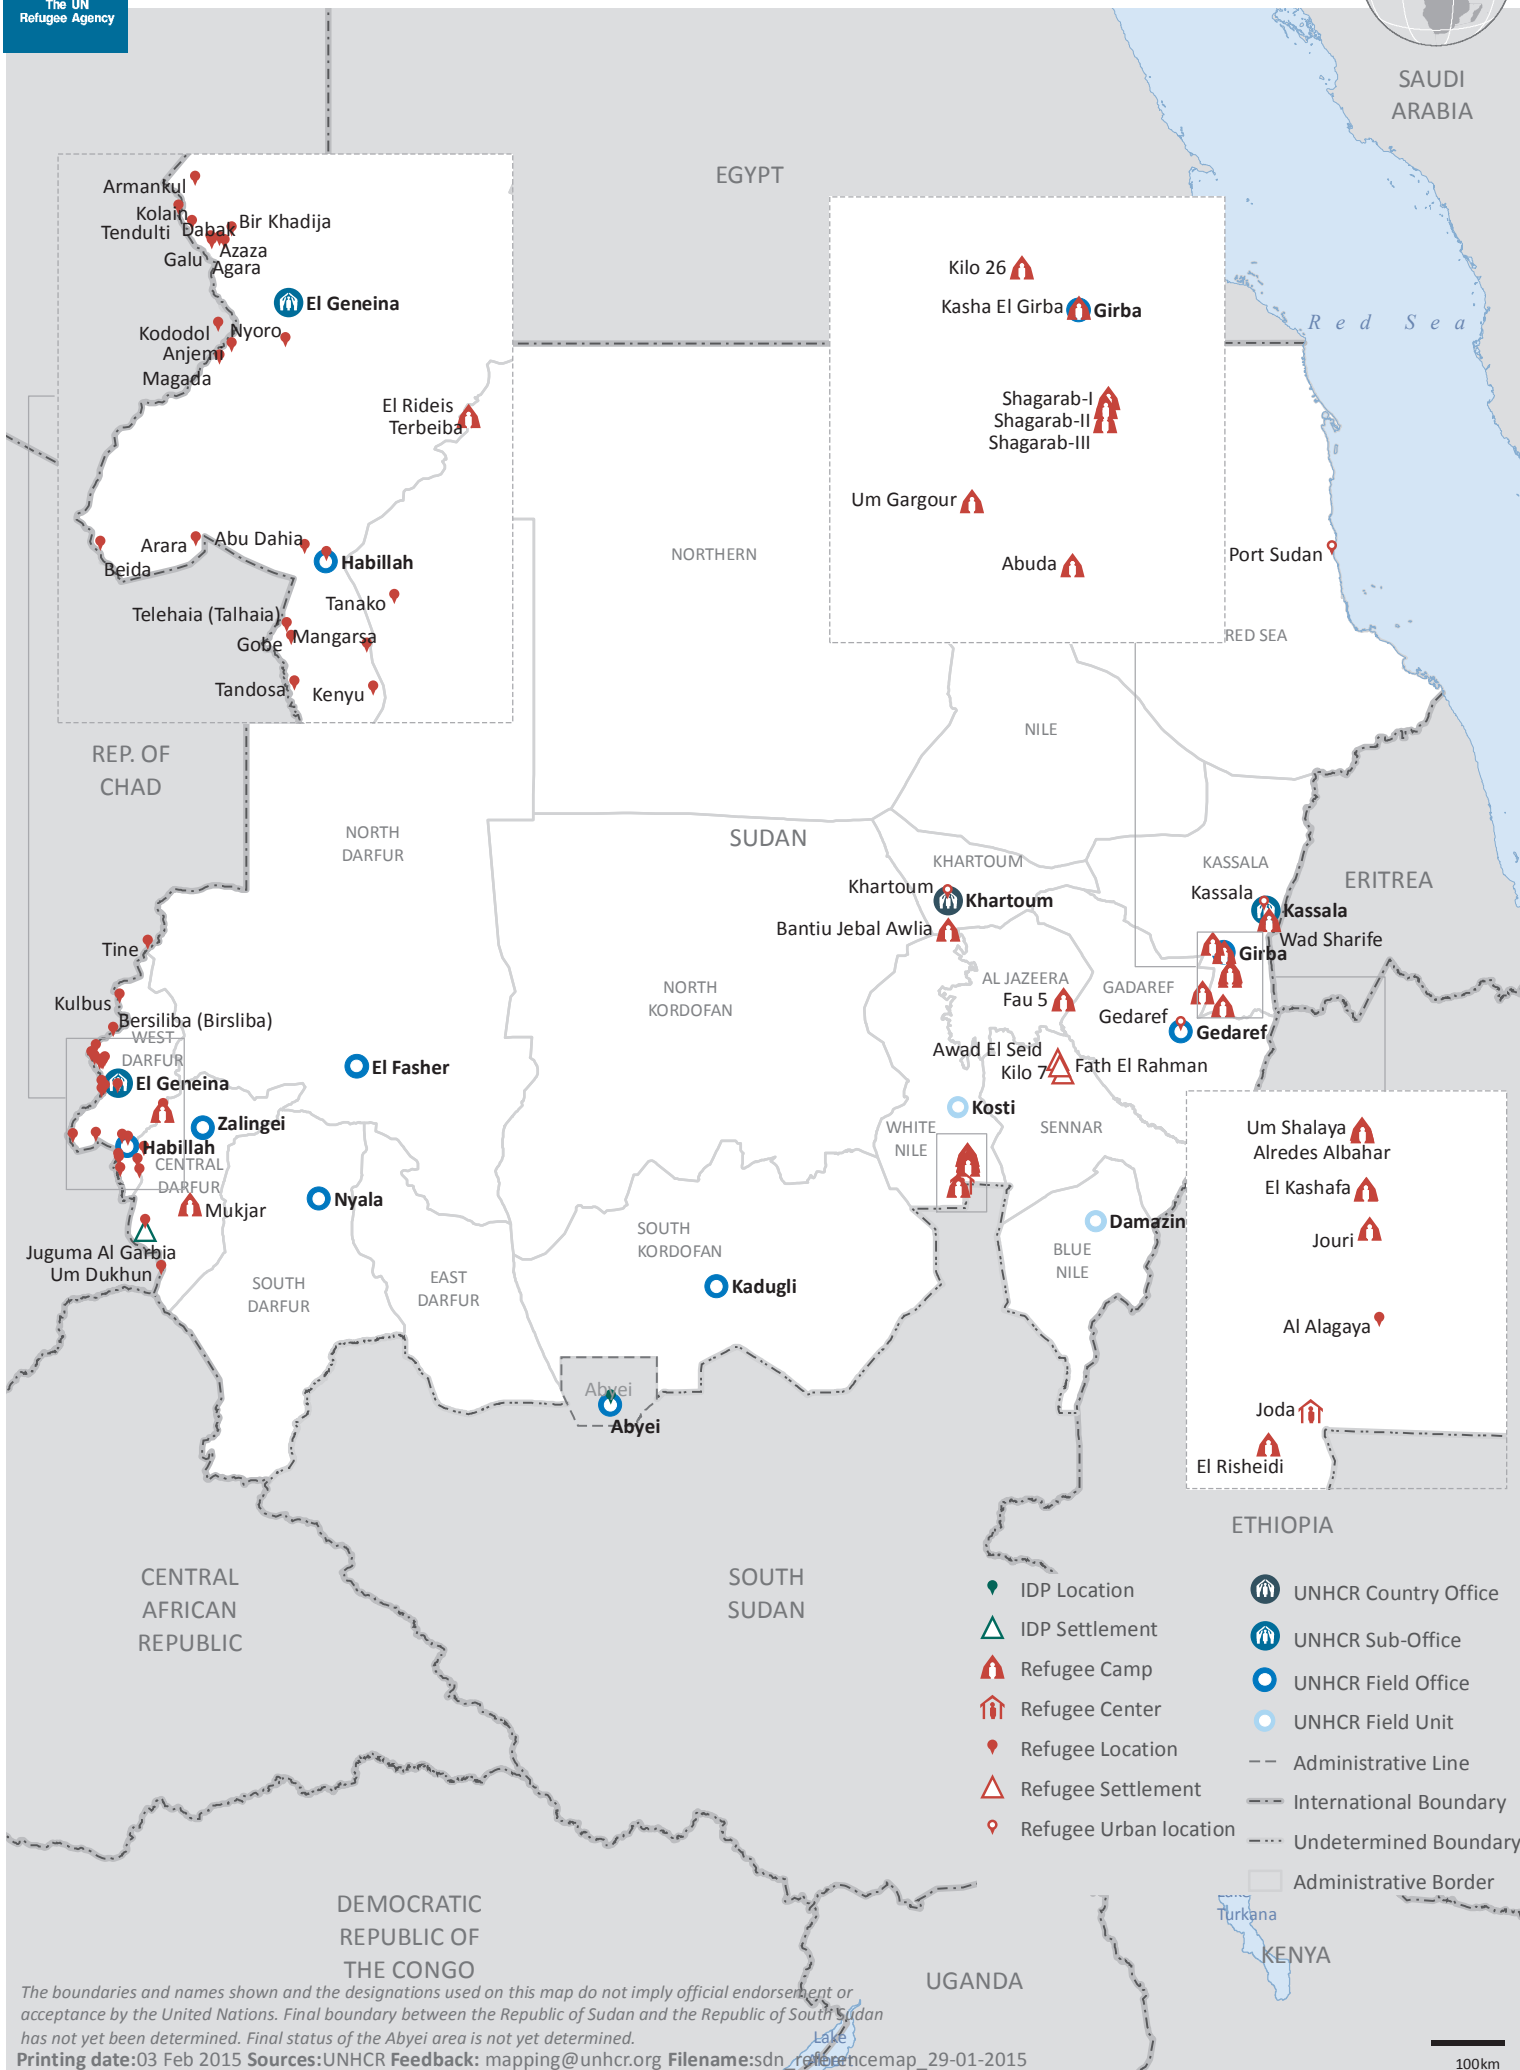 The UN
Refugee Agency
SAUDI
ARABIA
EGYPT
Red Sea
Armankul
Kolain
Tendulti
Dabak
Bir Khadija
Galu
Azaza
Agara
El Geneina
Kododol
Nyoro
Anjemi
Magada
El Rideis
Terbeiba
Arara
Abu Dahia
Beida
Habillah
Tanako
Telehaia (Talhaia)
Gobe
Mangarsa
Tandosa
Kenyu
Kilo 26
Kasha El Girba
Girba
Shagarab-I
Shagarab-II
Shagarab-III
Um Gargour
Abuda
NORTHERN
Port Sudan
RED SEA
NILE
REP. OF
CHAD
NORTH
DARFUR
SUDAN
KHARTOUM
KASSALA
ERITREA
Khartoum
Khartoum
Kassala
Kassala
Bantiu Jebal Awlia
Wad Sharife
Girba
Tine
Kulbus
Bersiliba (Birsliba)
WEST
DARFUR
El Geneina
NORTH
KORDOFAN
AL JAZEERA
Fau 5
GADAREF
Gedaref
Gedaref
El Fasher
Awad El Seid
Kilo 7
Fath El Rahman
Zalingei
Kosti
Habillah
CENTRAL
DARFUR
WHITE
NILE
SENNAR
Mukjar
Nyala
Juguma Al Garbia
Um Dukhun
SOUTH
KORDOFAN
Damazin
BLUE
NILE
SOUTH
DARFUR
EAST
DARFUR
Kadugli
Abyei
Abyei
Um Shalaya
Alredes Albahar
El Kashafa
Jouri
Al Alagaya
Joda
El Risheidi
ETHIOPIA
CENTRAL
AFRICAN
REPUBLIC
SOUTH
SUDAN
IDP Location
IDP Settlement
Refugee Camp
Refugee Center
Refugee Location
Refugee Settlement
Refugee Urban location
UNHCR Country Office
UNHCR Sub-Office
UNHCR Field Office
UNHCR Field Unit
Administrative Line
International Boundary
Undetermined Boundary
Administrative Border
Turkana
KENYA
DEMOCRATIC
REPUBLIC OF
THE CONGO
UGANDA
Lake
The boundaries and names shown and the designations used on this map do not imply official endorsement or
acceptance by the United Nations. Final boundary between the Republic of Sudan and the Republic of South Sudan
has not yet been determined. Final status of the Abyei area is not yet determined.
Printing date:03 Feb 2015 Sources:UNHCR Feedback: mapping@unhcr.org Filename:sdn_referencemap_29-01-2015
100km